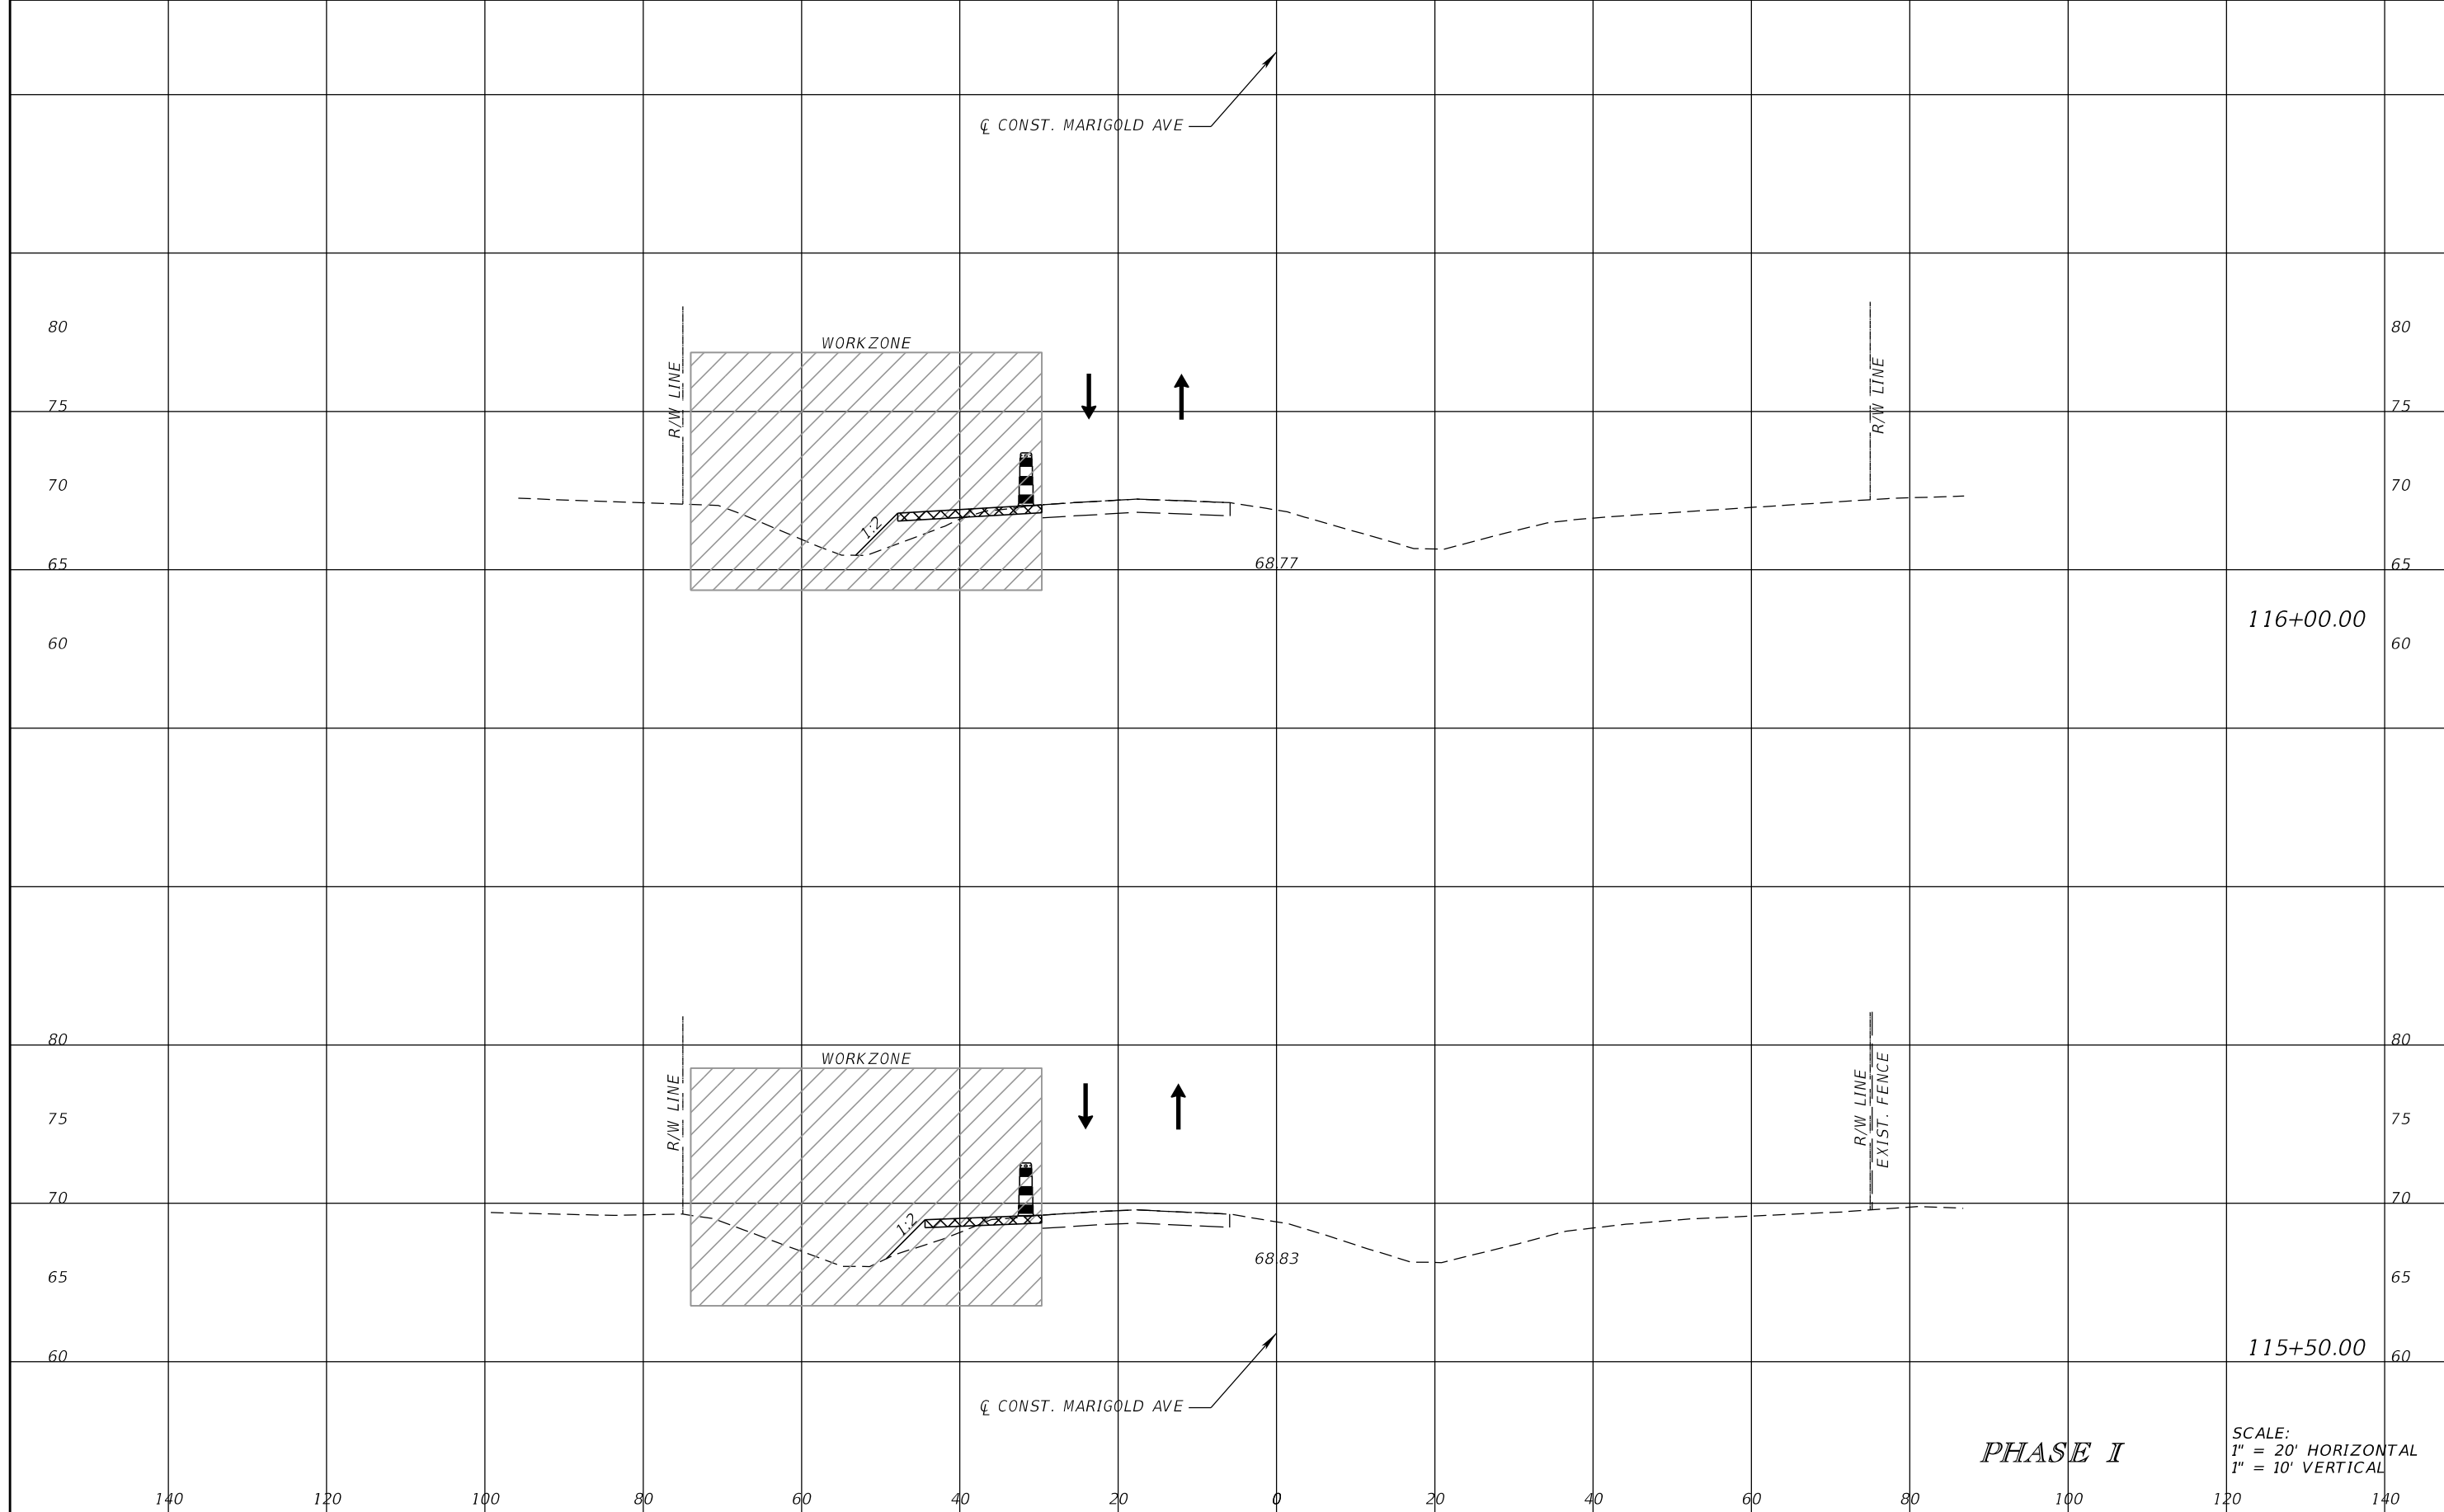 ℄ CONST. MARIGOLD AVE
80 80
WORKZONE
R/W LINE
R/W LINE
75 75
70 70
1:2
65 68.77 65
116+00.00
60 60
80 80
WORKZONE
R/W LINE
R/W LINE
EXIST. FENCE
75 75
70 70
1:2
65 68.83 65
60 115+50.00 60
℄ CONST. MARIGOLD AVE
PHASE I
SCALE:
1" = 20' HORIZONTAL
1" = 10' VERTICAL
140 120 100 80 60 40 20 0 20 40 60 80 100 120 140